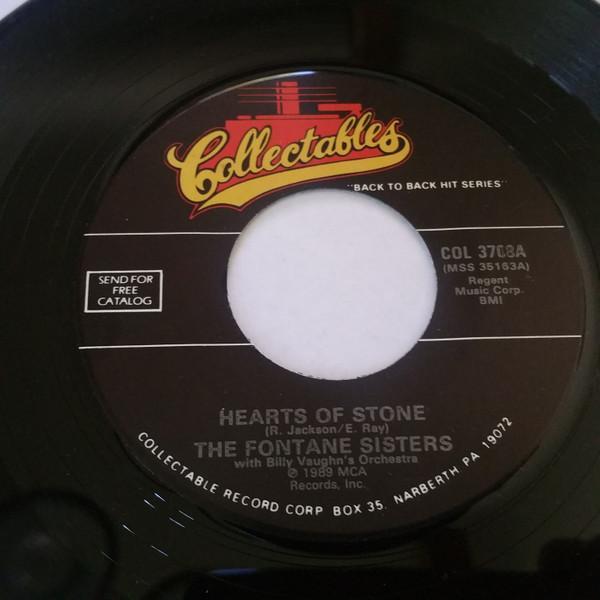 Collectables
"BACK TO BACK HIT SERIES"
COL 3708A
(MSS 35163A)
Regent
Music Corp.
BMI
SEND FOR
FREE
CATALOG
HEARTS OF STONE
(R. Jackson/E. Ray)
THE FONTANE SISTERS
with Billy Vaughn's Orchestra
℗ 1989 MCA
Records, Inc.
COLLECTABLE RECORD CORP BOX 35, NARBERTH PA 19072